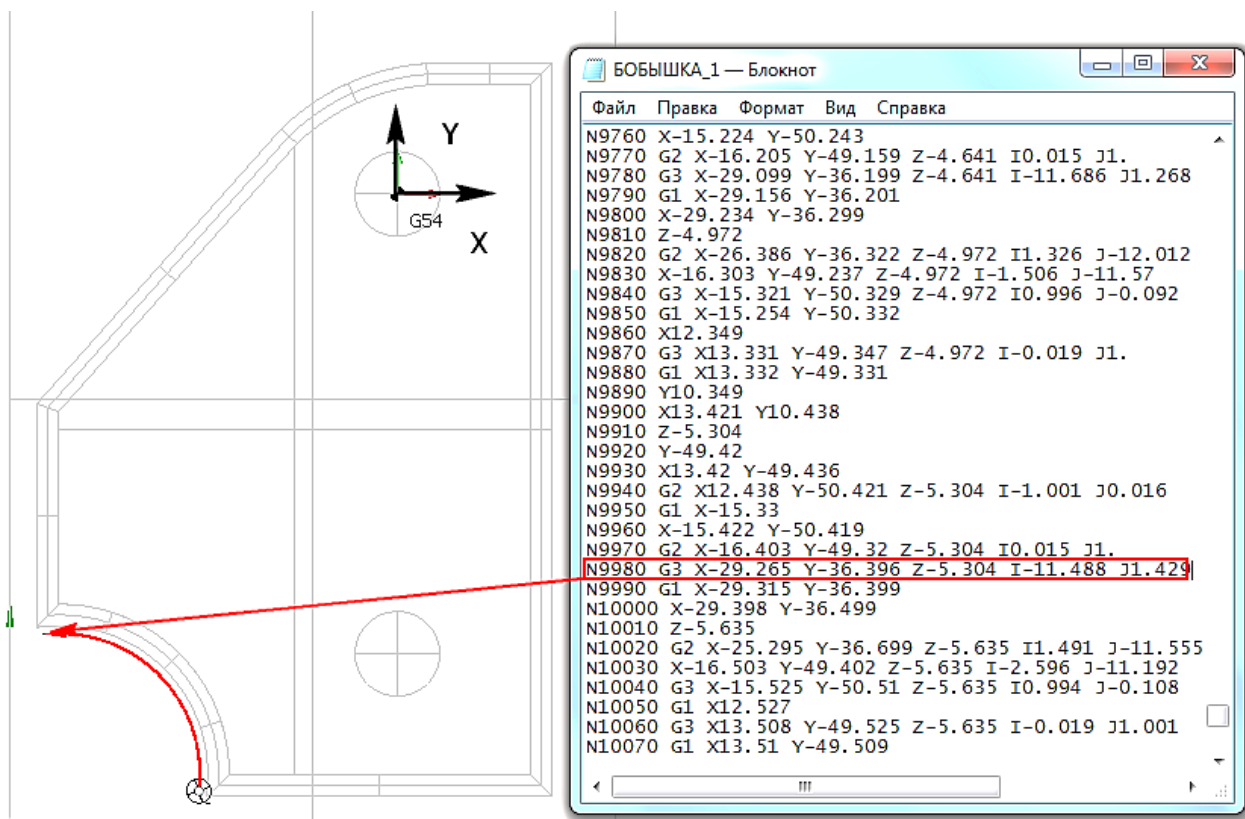 Y
G54
X
БОБЫШКА_1 — Блокнот
Файл Правка Формат Вид Справка
N9760 X-15.224 Y-50.243
N9770 G2 X-16.205 Y-49.159 Z-4.641 I0.015 J1.
N9780 G3 X-29.099 Y-36.199 Z-4.641 I-11.686 J1.268
N9790 G1 X-29.156 Y-36.201
N9800 X-29.234 Y-36.299
N9810 Z-4.972
N9820 G2 X-26.386 Y-36.322 Z-4.972 I1.326 J-12.012
N9830 X-16.303 Y-49.237 Z-4.972 I-1.506 J-11.57
N9840 G3 X-15.321 Y-50.329 Z-4.972 I0.996 J-0.092
N9850 G1 X-15.254 Y-50.332
N9860 X12.349
N9870 G3 X13.331 Y-49.347 Z-4.972 I-0.019 J1.
N9880 G1 X13.332 Y-49.331
N9890 Y10.349
N9900 X13.421 Y10.438
N9910 Z-5.304
N9920 Y-49.42
N9930 X13.42 Y-49.436
N9940 G2 X12.438 Y-50.421 Z-5.304 I-1.001 J0.016
N9950 G1 X-15.33
N9960 X-15.422 Y-50.419
N9970 G2 X-16.403 Y-49.32 Z-5.304 I0.015 J1.
N9980 G3 X-29.265 Y-36.396 Z-5.304 I-11.488 J1.429
N9990 G1 X-29.315 Y-36.399
N10000 X-29.398 Y-36.499
N10010 Z-5.635
N10020 G2 X-25.295 Y-36.699 Z-5.635 I1.491 J-11.555
N10030 X-16.503 Y-49.402 Z-5.635 I-2.596 J-11.192
N10040 G3 X-15.525 Y-50.51 Z-5.635 I0.994 J-0.108
N10050 G1 X12.527
N10060 G3 X13.508 Y-49.525 Z-5.635 I-0.019 J1.001
N10070 G1 X13.51 Y-49.509